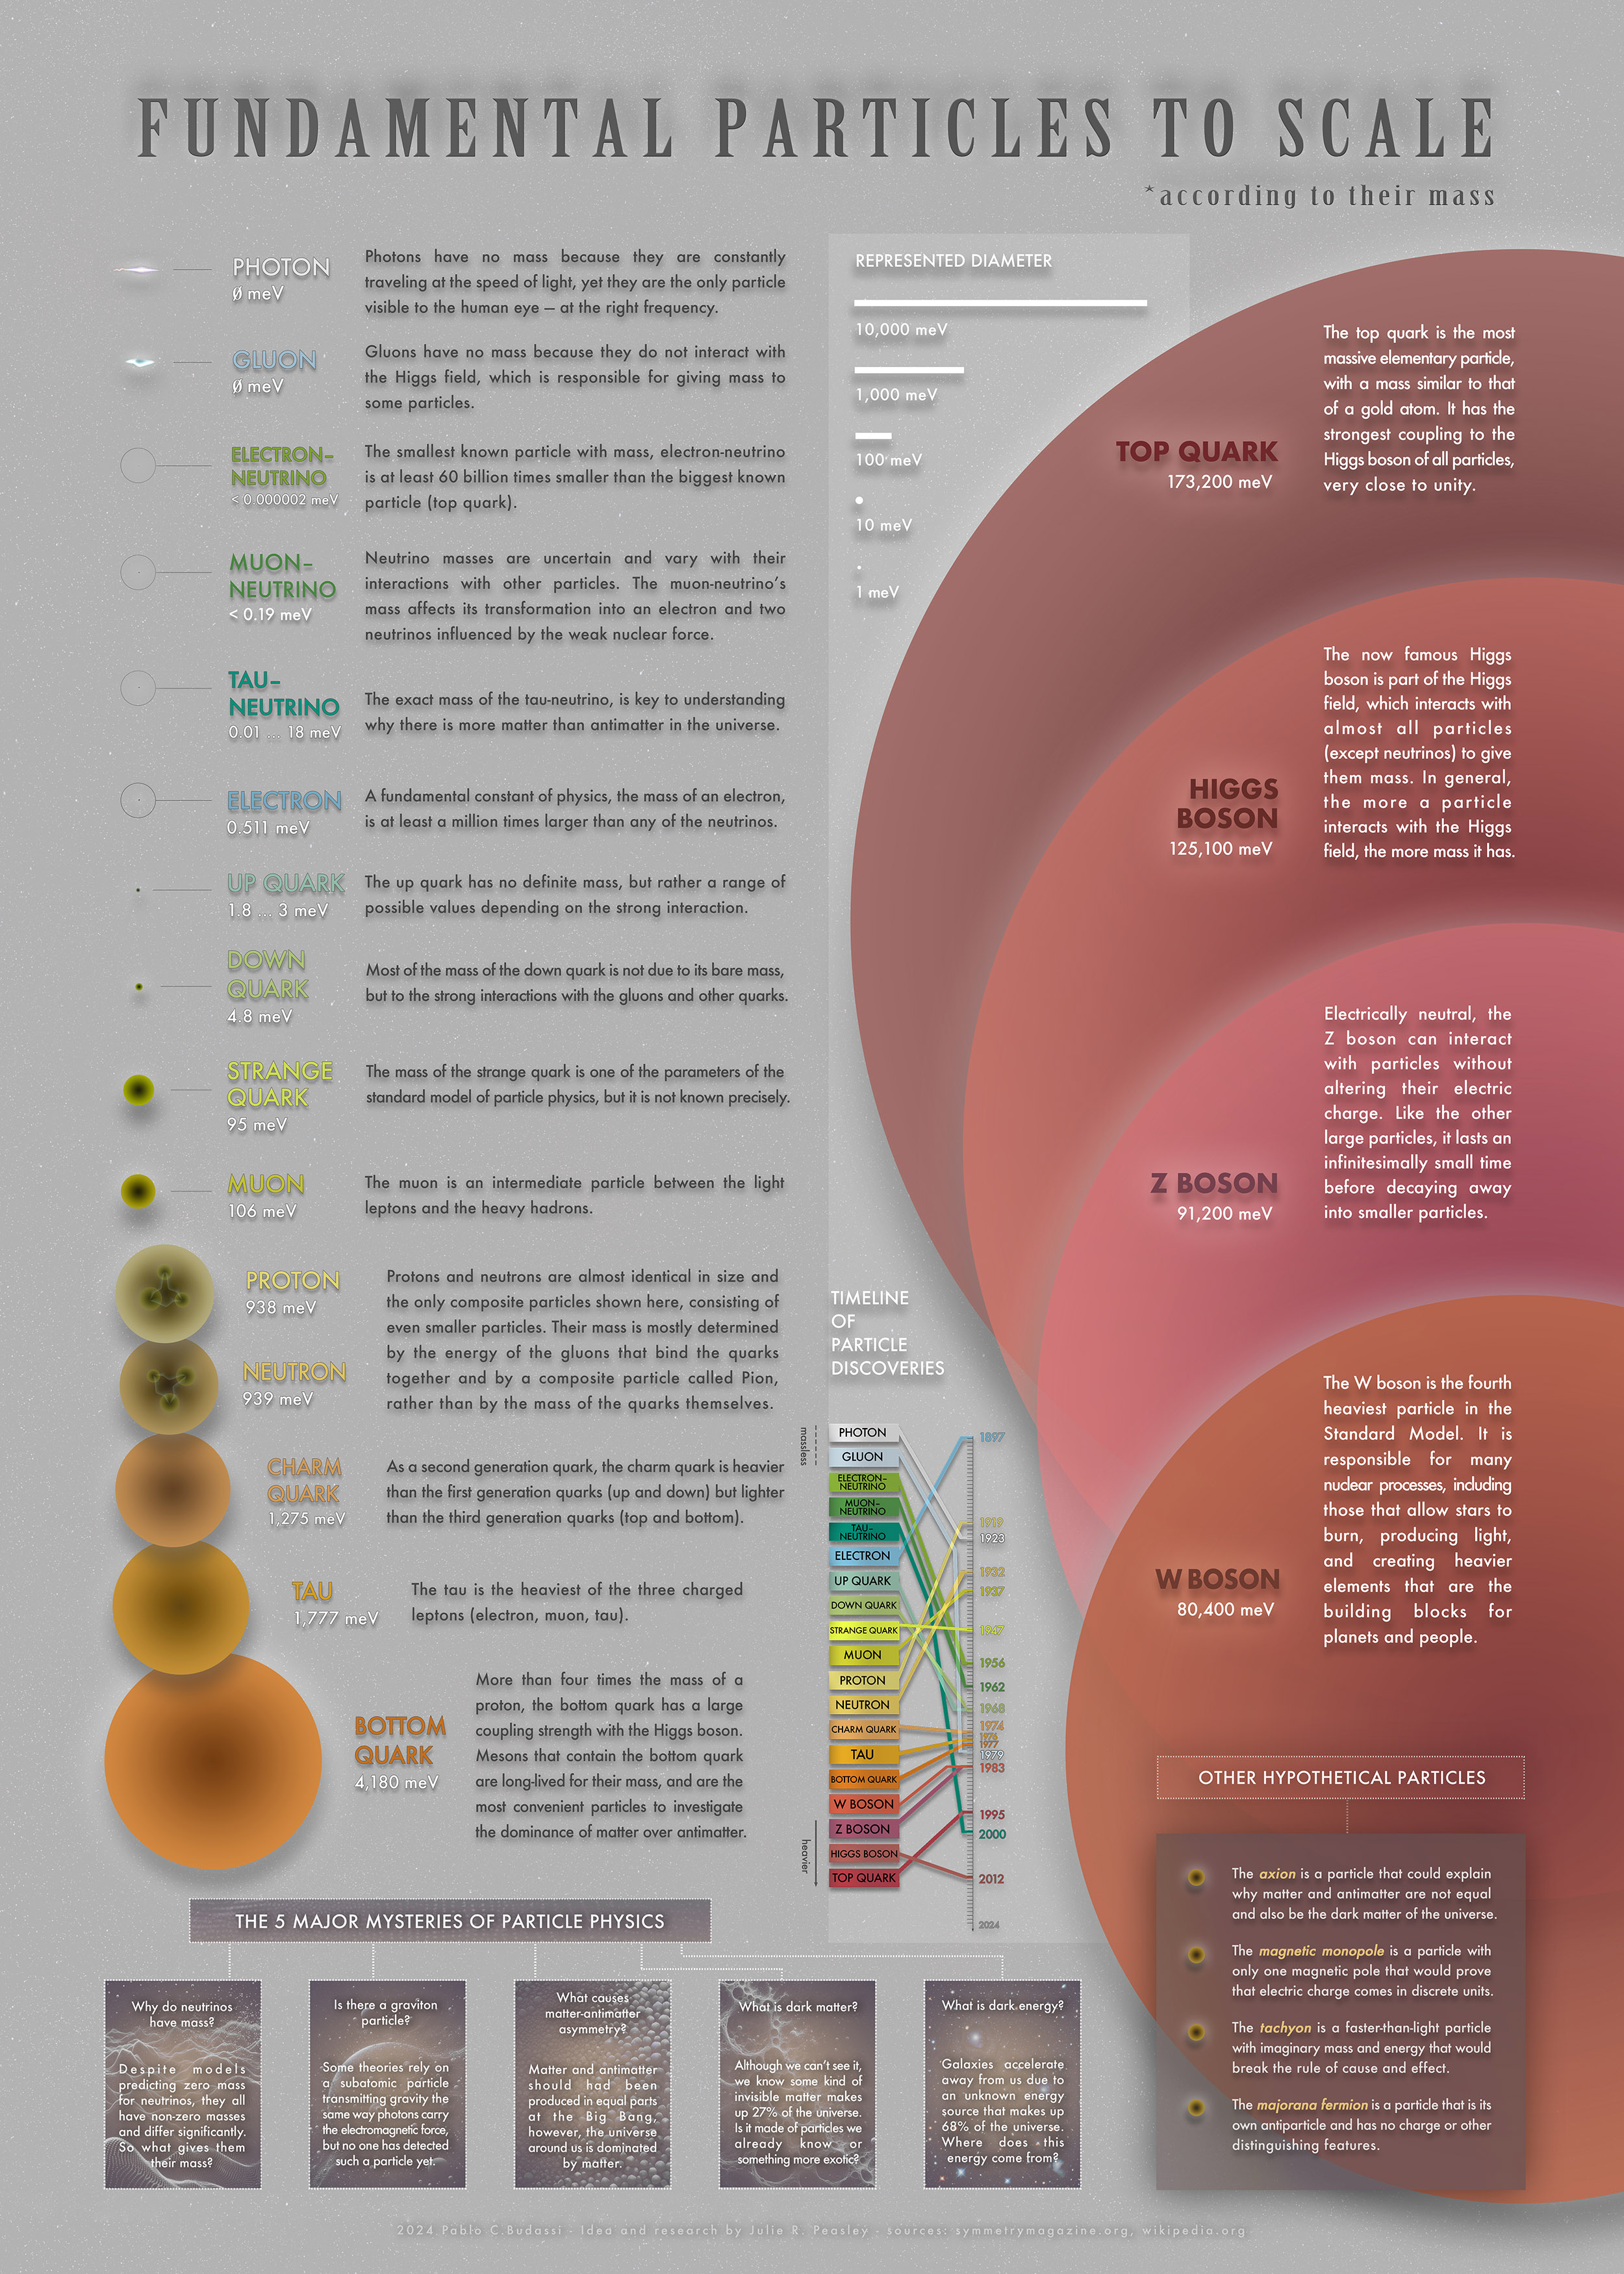 FUNDAMENTAL PARTICLES TO SCALE
*according to their mass
PHOTON
Ø meV
Photons have no mass because they are constantly
traveling at the speed of light, yet they are the only particle
visible to the human eye — at the right frequency.
GLUON
Ø meV
Gluons have no mass because they do not interact with
the Higgs field, which is responsible for giving mass to
some particles.
ELECTRON–
NEUTRINO
< 0.000002 meV
The smallest known particle with mass, electron-neutrino
is at least 60 billion times smaller than the biggest known
particle (top quark).
MUON–
NEUTRINO
< 0.19 meV
Neutrino masses are uncertain and vary with their
interactions with other particles. The muon-neutrino's
mass affects its transformation into an electron and two
neutrinos influenced by the weak nuclear force.
TAU–
NEUTRINO
0.01 ... 18 meV
The exact mass of the tau-neutrino, is key to understanding
why there is more matter than antimatter in the universe.
ELECTRON
0.511 meV
A fundamental constant of physics, the mass of an electron,
is at least a million times larger than any of the neutrinos.
UP QUARK
1.8 ... 3 meV
The up quark has no definite mass, but rather a range of
possible values depending on the strong interaction.
DOWN
QUARK
4.8 meV
Most of the mass of the down quark is not due to its bare mass,
but to the strong interactions with the gluons and other quarks.
STRANGE
QUARK
95 meV
The mass of the strange quark is one of the parameters of the
standard model of particle physics, but it is not known precisely.
MUON
106 meV
The muon is an intermediate particle between the light
leptons and the heavy hadrons.
PROTON
938 meV
NEUTRON
939 meV
Protons and neutrons are almost identical in size and
the only composite particles shown here, consisting of
even smaller particles. Their mass is mostly determined
by the energy of the gluons that bind the quarks
together and by a composite particle called Pion,
rather than by the mass of the quarks themselves.
CHARM
QUARK
1,275 meV
As a second generation quark, the charm quark is heavier
than the first generation quarks (up and down) but lighter
than the third generation quarks (top and bottom).
TAU
1,777 meV
The tau is the heaviest of the three charged
leptons (electron, muon, tau).
BOTTOM
QUARK
4,180 meV
More than four times the mass of a
proton, the bottom quark has a large
coupling strength with the Higgs boson.
Mesons that contain the bottom quark
are long-lived for their mass, and are the
most convenient particles to investigate
the dominance of matter over antimatter.
REPRESENTED DIAMETER
10,000 meV
1,000 meV
100 meV
10 meV
1 meV
TOP QUARK
173,200 meV
The top quark is the most
massive elementary particle,
with a mass similar to that
of a gold atom. It has the
strongest coupling to the
Higgs boson of all particles,
very close to unity.
HIGGS
BOSON
125,100 meV
The now famous Higgs
boson is part of the Higgs
field, which interacts with
almost all particles
(except neutrinos) to give
them mass. In general,
the more a particle
interacts with the Higgs
field, the more mass it has.
Z BOSON
91,200 meV
Electrically neutral, the
Z boson can interact
with particles without
altering their electric
charge. Like the other
large particles, it lasts an
infinitesimally small time
before decaying away
into smaller particles.
W BOSON
80,400 meV
The W boson is the fourth
heaviest particle in the
Standard Model. It is
responsible for many
nuclear processes, including
those that allow stars to
burn, producing light,
and creating heavier
elements that are the
building blocks for
planets and people.
TIMELINE
OF
PARTICLE
DISCOVERIES
massless
heavier
PHOTON
GLUON
ELECTRON–
NEUTRINO
MUON–
NEUTRINO
TAU–
NEUTRINO
ELECTRON
UP QUARK
DOWN QUARK
STRANGE QUARK
MUON
PROTON
NEUTRON
CHARM QUARK
TAU
BOTTOM QUARK
W BOSON
Z BOSON
HIGGS BOSON
TOP QUARK
1897
1919
1923
1932
1937
1947
1956
1962
1968
1974
1976
1977
1979
1983
1995
2000
2012
2024
OTHER HYPOTHETICAL PARTICLES
The axion is a particle that could explain
why matter and antimatter are not equal
and also be the dark matter of the universe.
The magnetic monopole is a particle with
only one magnetic pole that would prove
that electric charge comes in discrete units.
The tachyon is a faster-than-light particle
with imaginary mass and energy that would
break the rule of cause and effect.
The majorana fermion is a particle that is its
own antiparticle and has no charge or other
distinguishing features.
THE 5 MAJOR MYSTERIES OF PARTICLE PHYSICS
Why do neutrinos
have mass?
Despite models
predicting zero mass
for neutrinos, they all
have non-zero masses
and differ significantly.
So what gives them
their mass?
Is there a graviton
particle?
Some theories rely on
a subatomic particle
transmitting gravity the
same way photons carry
the electromagnetic force,
but no one has detected
such a particle yet.
What causes
matter-antimatter
asymmetry?
Matter and antimatter
should had been
produced in equal parts
at the Big Bang,
however, the universe
around us is dominated
by matter.
What is dark matter?
Although we can't see it,
we know some kind of
invisible matter makes
up 27% of the universe.
Is it made of particles we
already know or
something more exotic?
What is dark energy?
Galaxies accelerate
away from us due to
an unknown energy
source that makes up
68% of the universe.
Where does this
energy come from?
2024 Pablo C.Budassi - Idea and research by Julie R. Peasley - sources: symmetrymagazine.org, wikipedia.org